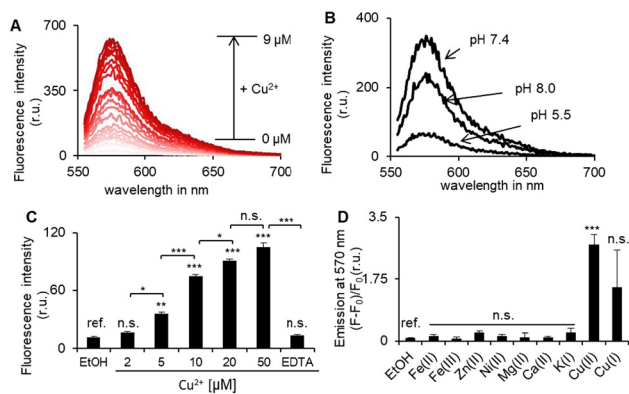 A
Fluorescence intensity
(r.u.)
700
350
0
9 µM
+ Cu²⁺
0 µM
550 600 650 700
wavelength in nm
B
Fluorescence intensity
(r.u.)
400
200
0
pH 7.4
pH 8.0
pH 5.5
550 600 650 700
wavelength in nm
C
Fluorescence intensity
(r.u.)
120
60
0
n.s.
***
*
***
*
ref.
n.s.
**
***
***
***
n.s.
EtOH 2 5 10 20 50 EDTA
Cu²⁺ [µM]
D
Emission at 570 nm
(F-F₀)/F₀(r.u.)
3.5
1.75
0
ref.
n.s.
***
n.s.
EtOH
Fe(II)
Fe(III)
Zn(II)
Ni(II)
Mg(II)
Ca(II)
K(I)
Cu(II)
Cu(I)